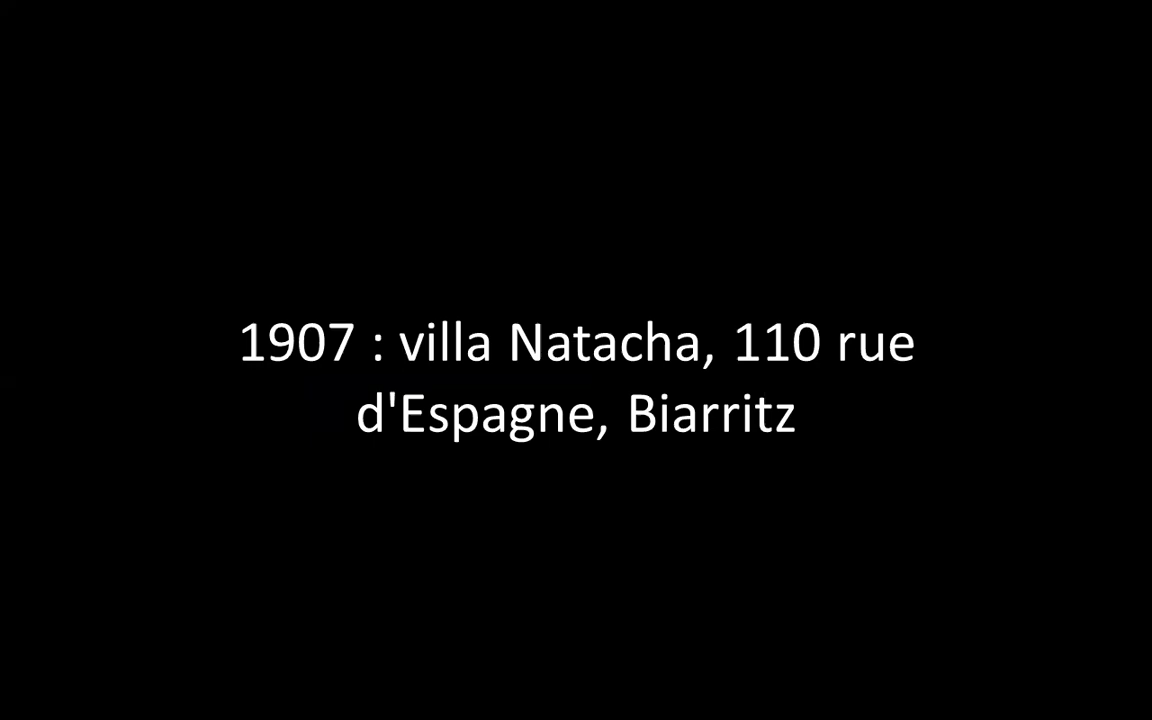 1907 : villa Natacha, 110 rue
d'Espagne, Biarritz